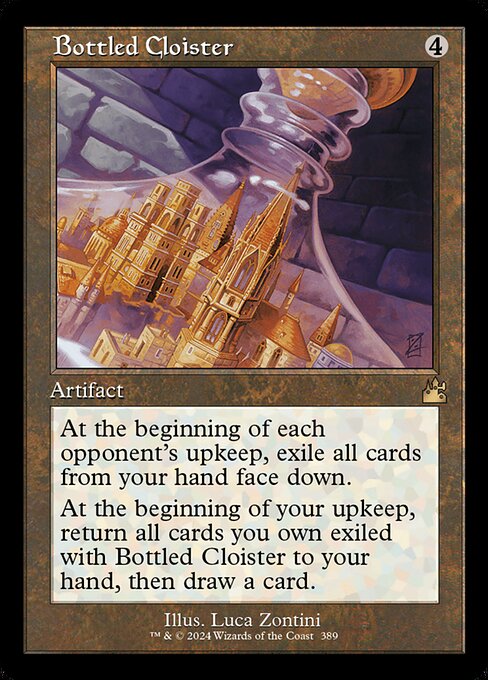 Bottled Cloister 4
Artifact
At the beginning of each
opponent's upkeep, exile all cards
from your hand face down.
At the beginning of your upkeep,
return all cards you own exiled
with Bottled Cloister to your
hand, then draw a card.
Illus. Luca Zontini
™ & © 2024 Wizards of the Coast 389